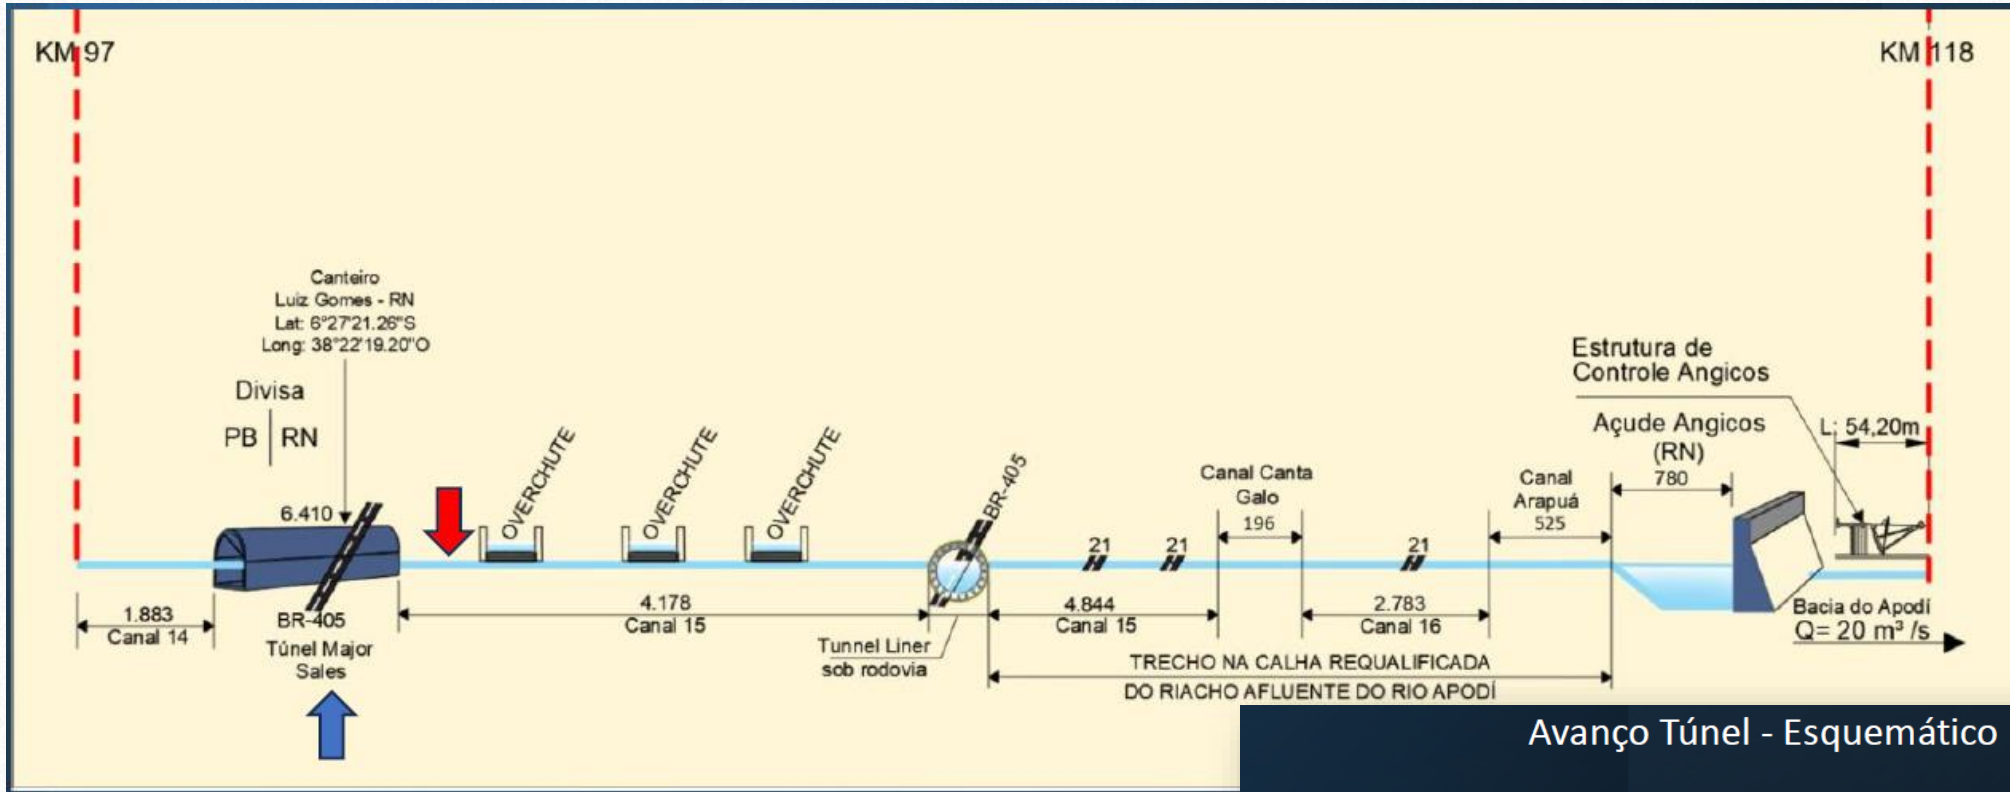 KM 97
KM 118
Canteiro
Luiz Gomes - RN
Lat: 6°27'21.26"S
Long: 38°22'19.20"O
Divisa
PB | RN
6.410
BR-405
Túnel Major
Sales
1.883
Canal 14
OVERCHUTE
OVERCHUTE
OVERCHUTE
4.178
Canal 15
BR-405
Tunnel Liner
sob rodovia
21
21
4.844
Canal 15
Canal Canta
Galo
196
21
2.783
Canal 16
Canal
Arapuá
525
TRECHO NA CALHA REQUALIFICADA
DO RIACHO AFLUENTE DO RIO APODÍ
Estrutura de
Controle Angicos
Açude Angicos
(RN)
780
L: 54,20m
Bacia do Apodí
Q= 20 m³ /s
Avanço Túnel - Esquemático